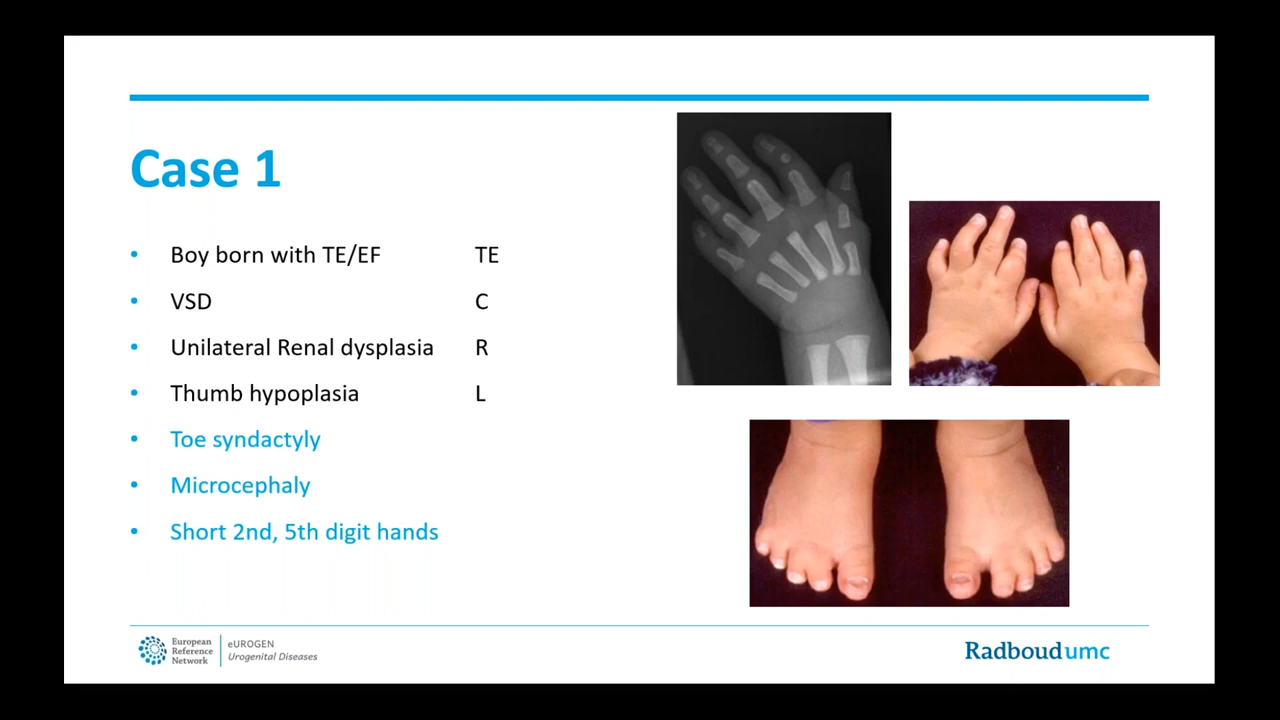 Case 1
• Boy born with TE/EF TE
• VSD C
• Unilateral Renal dysplasia R
• Thumb hypoplasia L
• Toe syndactyly
• Microcephaly
• Short 2nd, 5th digit hands
European
Reference
Network
eUROGEN
Urogenital Diseases
Radboudumc